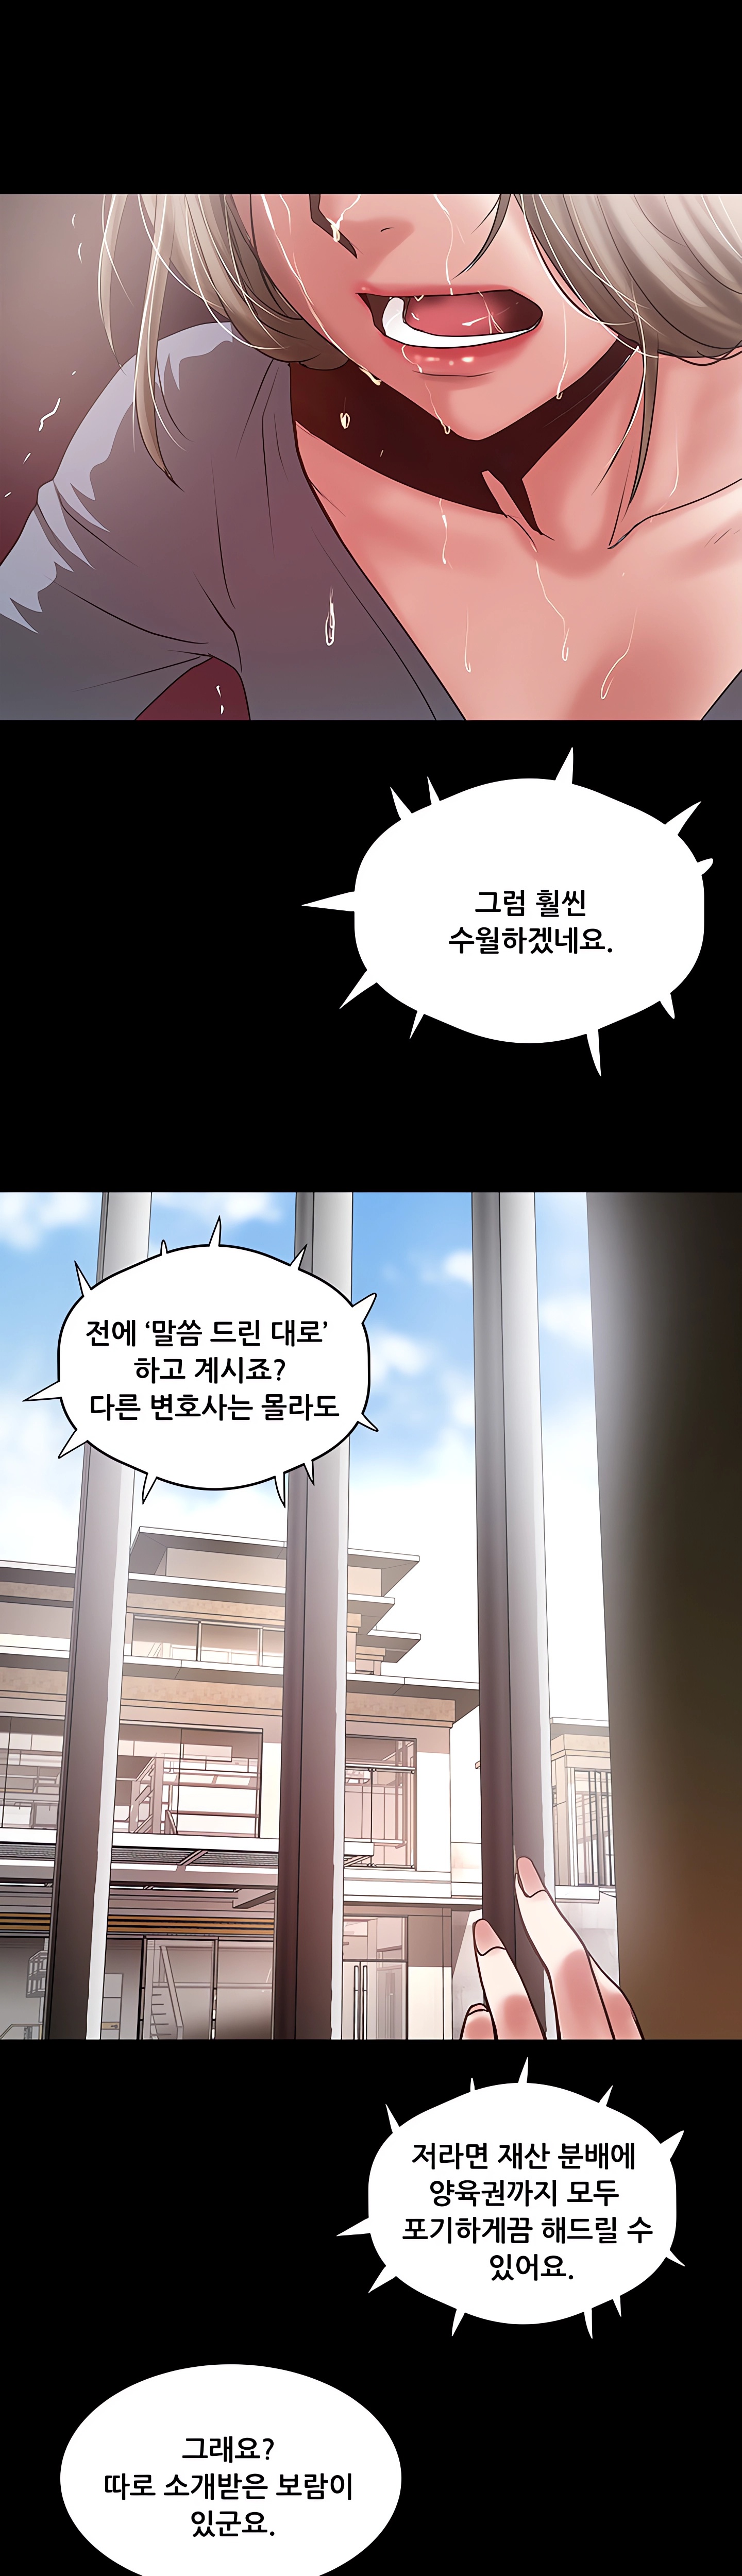 그럼 훨씬
수월하겠네요.
전에 ‘말씀 드린 대로’
하고 계시죠?
다른 변호사는 몰라도
저라면 재산 분배에
양육권까지 모두
포기하게끔 해드릴 수
있어요.
그래요?
따로 소개받은 보람이
있군요.